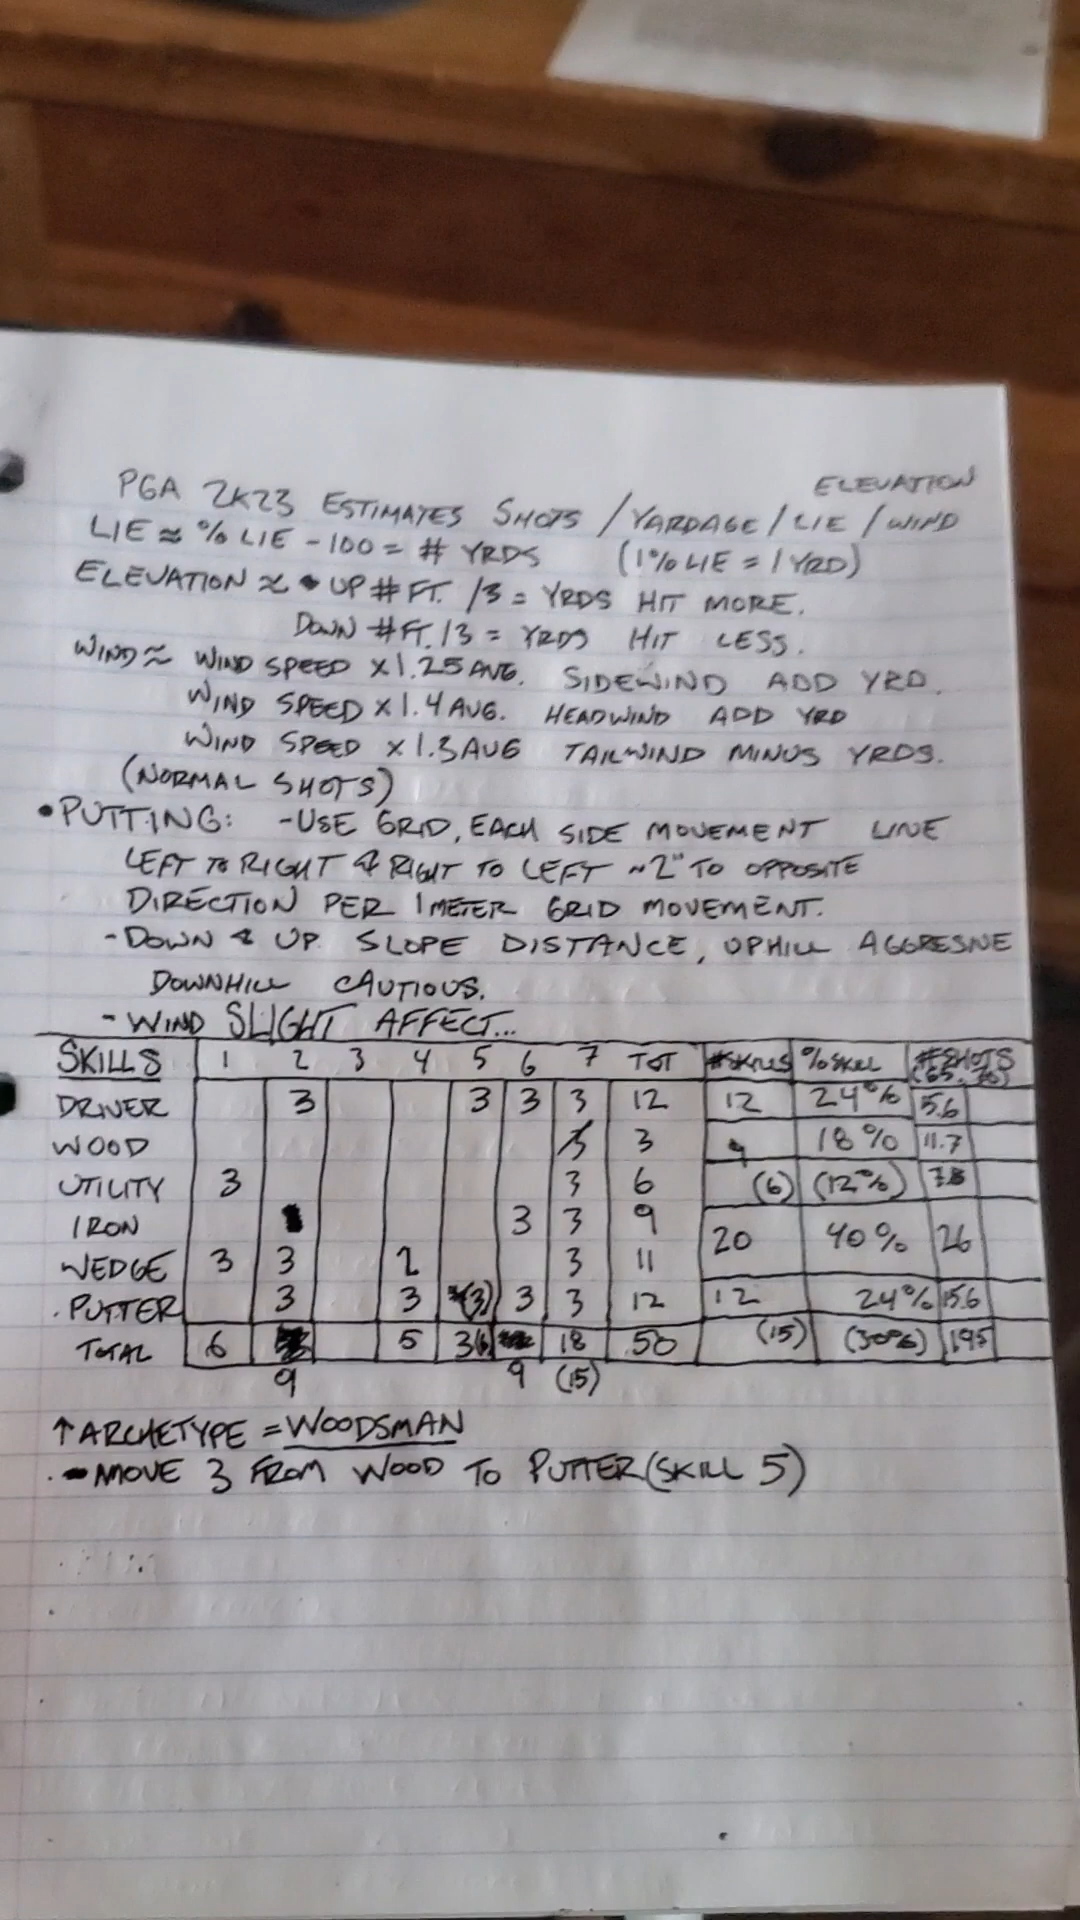 ELEVATION
PGA 2K23 ESTIMATES SHOTS / YARDAGE / LIE / WIND
LIE ≈ % LIE - 100 = # YRDS (1% LIE = 1 YRD)
ELEVATION ≈ • UP # FT. /3 = YRDS HIT MORE.
DOWN # FT. /3 = YRDS HIT LESS.
WIND ≈ WIND SPEED x 1.25 AVG. SIDEWIND ADD YRD.
WIND SPEED x 1.4 AUG. HEADWIND ADD YRD
WIND SPEED x 1.3 AUG TAILWIND MINUS YRDS.
(NORMAL SHOTS)
• PUTTING: - USE GRID, EACH SIDE MOVEMENT LINE
LEFT TO RIGHT & RIGHT TO LEFT ~2" TO OPPOSITE
DIRECTION PER 1 METER GRID MOVEMENT.
- DOWN & UP SLOPE DISTANCE, UPHILL AGGRESIVE
DOWNHILL CAUTIOUS.
- WIND SLIGHT AFFECT...
SKILLS 1 2 3 4 5 6 7 TOT #SKILLS % SKILL #SHOTS
DRIVER 3 3 3 3 12 12 24% 5.6
WOOD 3 3 9 18% 11.7
UTILITY 3 3 6 (6) (12%) 7.8
IRON 3 3 9
20 40% 26
WEDGE 3 3 2 3 11
PUTTER 3 3 (3) 3 3 12 12 24% 15.6
TOTAL 6 5 18 50 (15) (30%) 19.5
9 9 (15)
↑ ARCHETYPE = WOODSMAN
- MOVE 3 FROM WOOD TO PUTTER (SKILL 5)